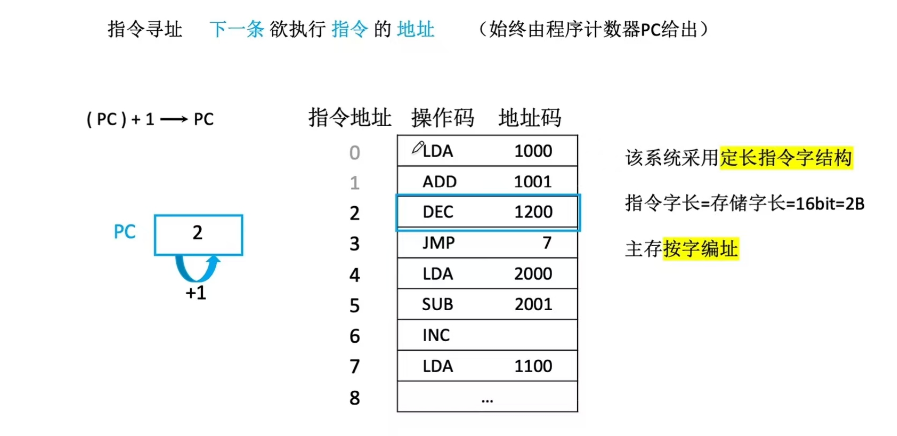 指令寻址 下一条 欲执行 指令 的 地址 （始终由程序计数器PC给出）
( PC ) + 1 ⟶ PC
指令地址 操作码 地址码
0 LDA 1000
1 ADD 1001
2 DEC 1200
3 JMP 7
4 LDA 2000
5 SUB 2001
6 INC
7 LDA 1100
8 ...
PC 2
+1
该系统采用定长指令字结构
指令字长=存储字长=16bit=2B
主存按字编址